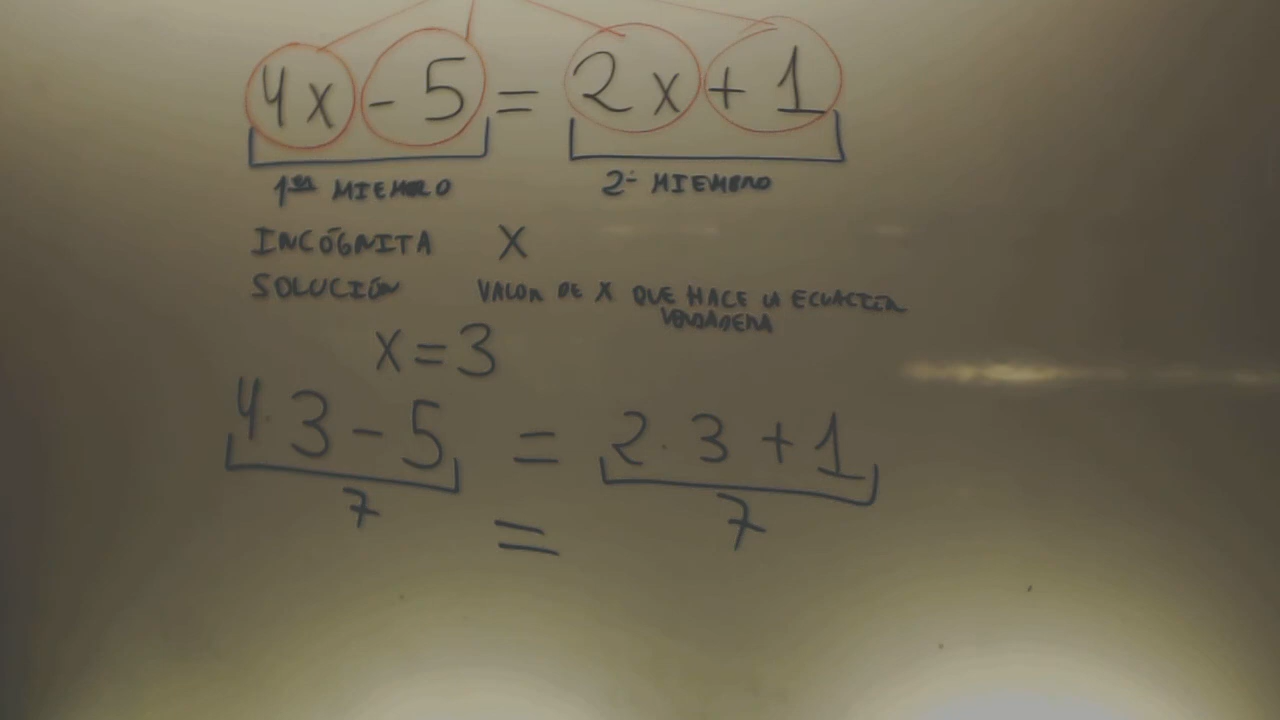 4x - 5 = 2x + 1
1er MIEMBRO 2º MIEMBRO
INCÓGNITA X
SOLUCIÓN VALOR DE X QUE HACE LA ECUACIÓN
VERDADERA
X = 3
4·3 - 5 = 2·3 + 1
7 = 7